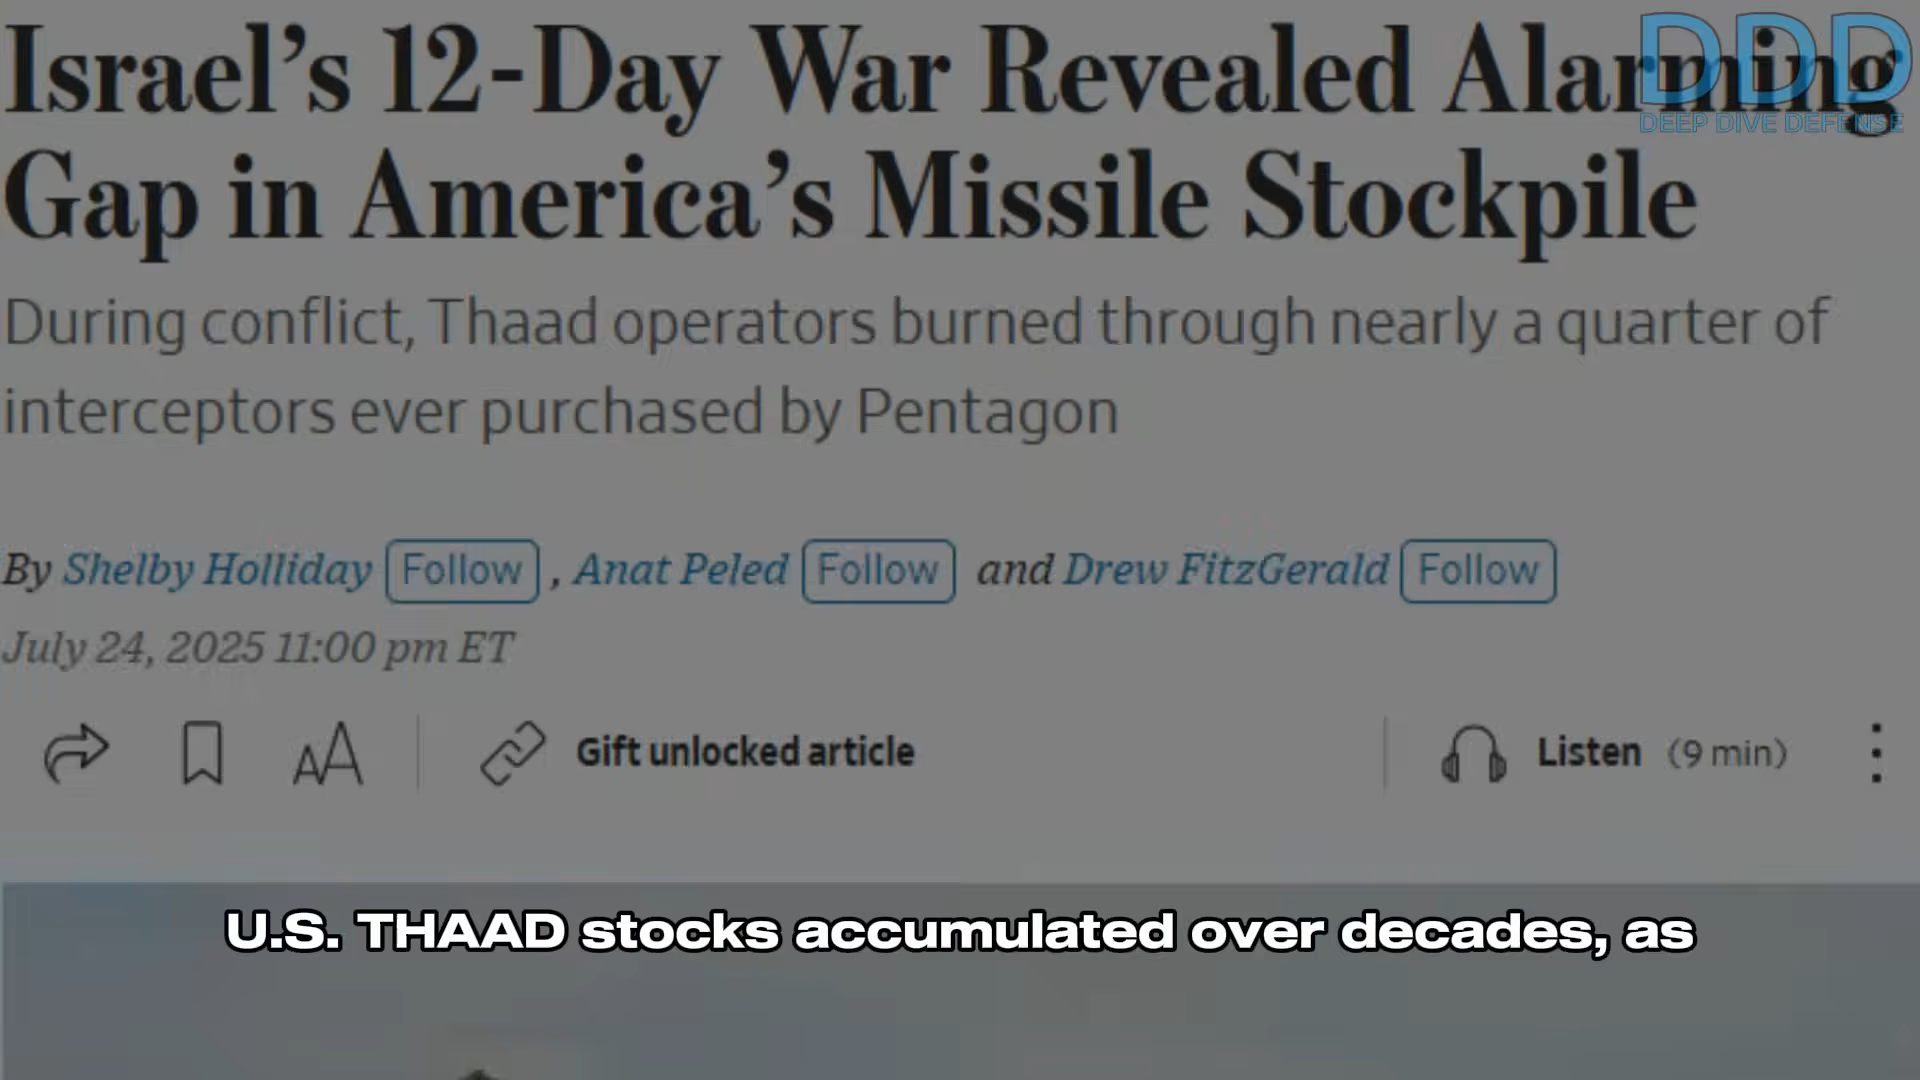 Israel’s 12-Day War Revealed Alarming
Gap in America’s Missile Stockpile
DDD
DEEP DIVE DEFENSE
During conflict, Thaad operators burned through nearly a quarter of
interceptors ever purchased by Pentagon
By Shelby Holliday Follow , Anat Peled Follow and Drew FitzGerald Follow
July 24, 2025 11:00 pm ET
AA Gift unlocked article Listen (9 min)
U.S. THAAD stocks accumulated over decades, as